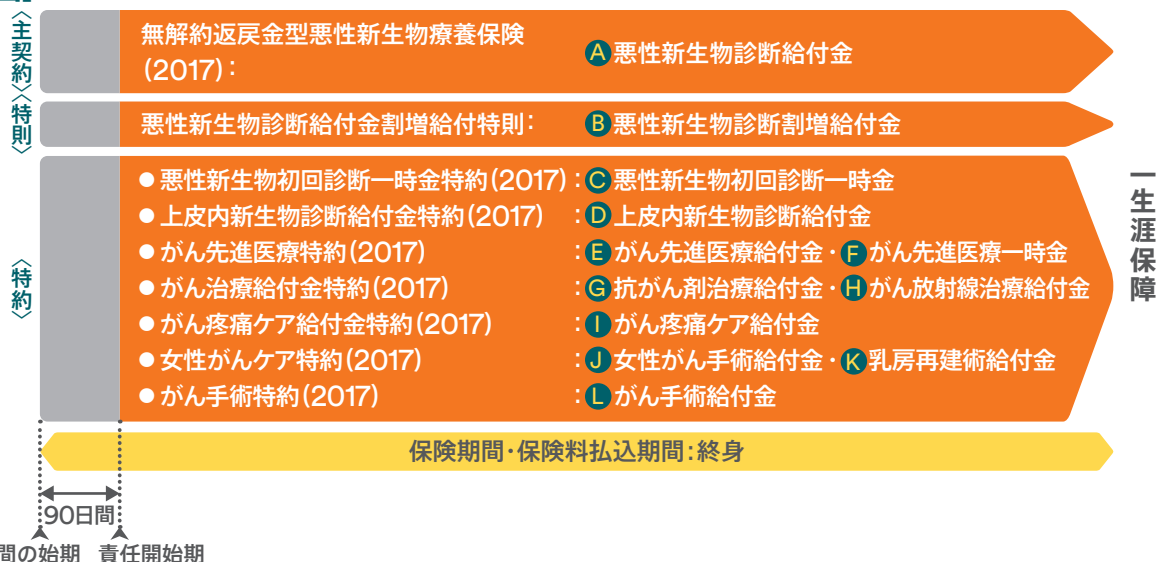 〈主契約〉
無解約返戻金型悪性新生物療養保険
(2017):
A 悪性新生物診断給付金
〈特則〉
悪性新生物診断給付金割増給付特則: B 悪性新生物診断割増給付金
〈特約〉
● 悪性新生物初回診断一時金特約(2017) : C 悪性新生物初回診断一時金
● 上皮内新生物診断給付金特約(2017) : D 上皮内新生物診断給付金
● がん先進医療特約(2017) : E がん先進医療給付金・F がん先進医療一時金
● がん治療給付金特約(2017) : G 抗がん剤治療給付金・H がん放射線治療給付金
● がん疼痛ケア給付金特約(2017) : I がん疼痛ケア給付金
● 女性がんケア特約(2017) : J 女性がん手術給付金・K 乳房再建術給付金
● がん手術特約(2017) : L がん手術給付金
一生涯保障
保険期間・保険料払込期間:終身
90日間
間の始期 責任開始期